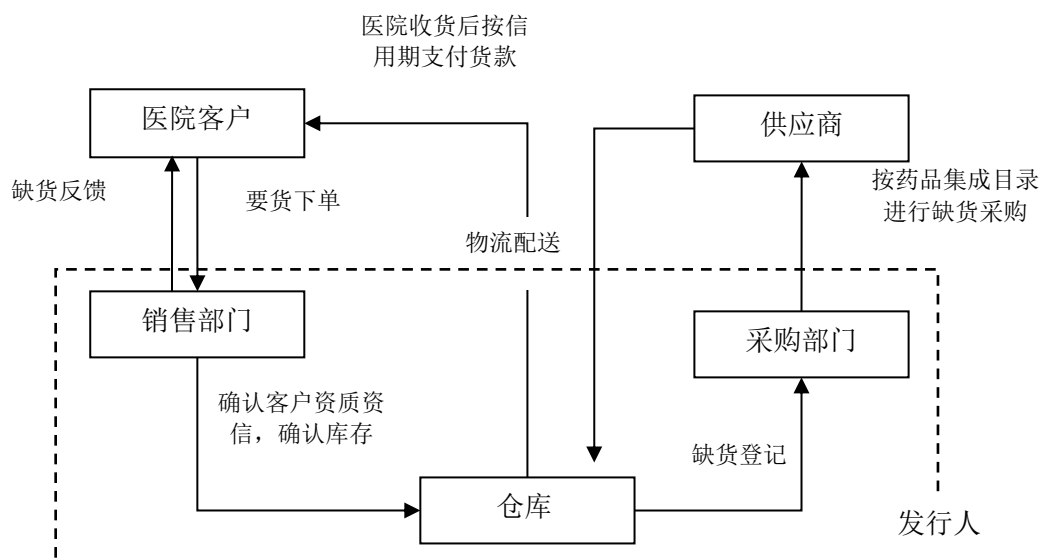 医院收货后按信
用期支付货款
医院客户
供应商
缺货反馈
要货下单
按药品集成目录
进行缺货采购
物流配送
销售部门
采购部门
确认客户资质资
信，确认库存
缺货登记
仓库
发行人